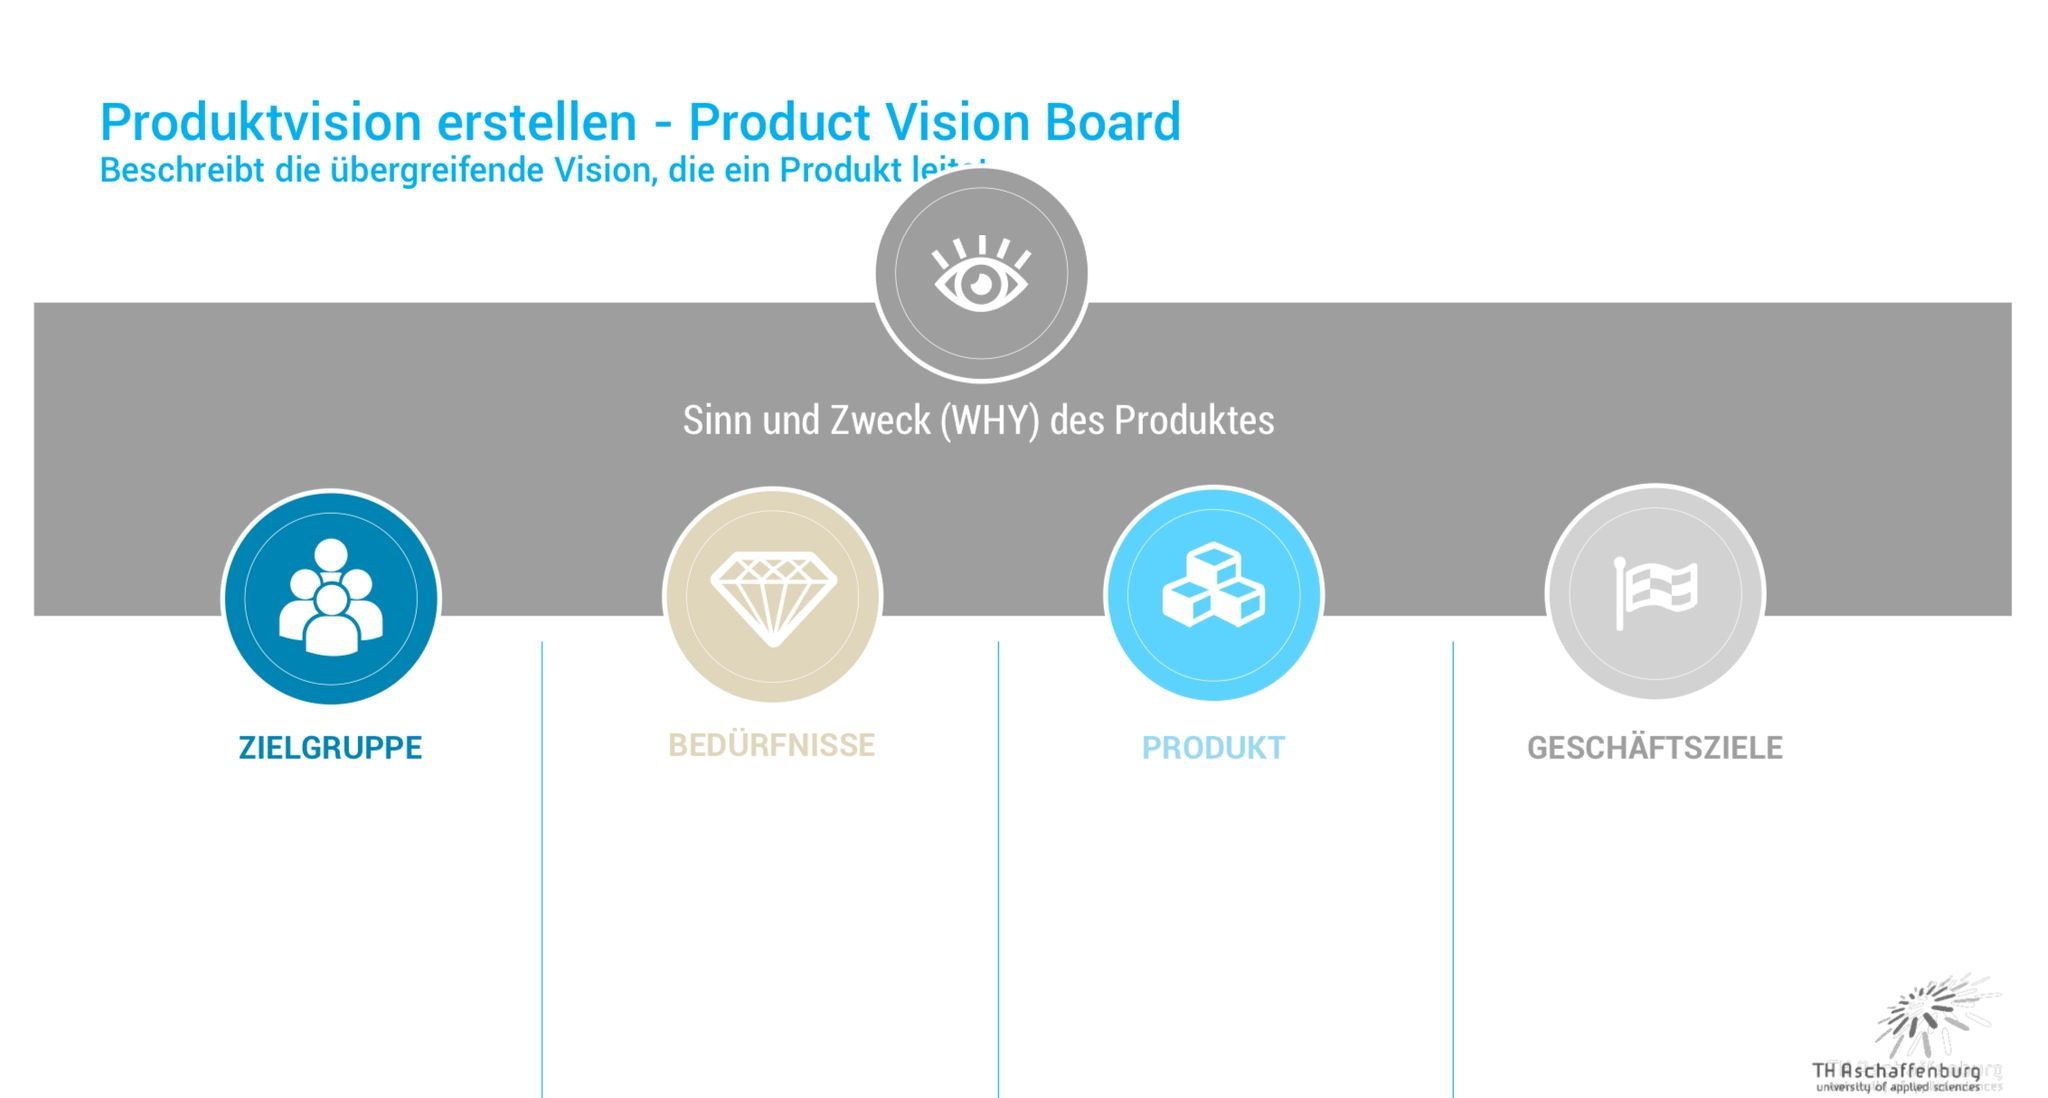 Produktvision erstellen - Product Vision Board
Beschreibt die übergreifende Vision, die ein Produkt
Sinn und Zweck (WHY) des Produktes
ZIELGRUPPE
BEDÜRFNISSE
PRODUKT
GESCHÄFTSZIELE
TH Aschaffenburg
university of applied sciences